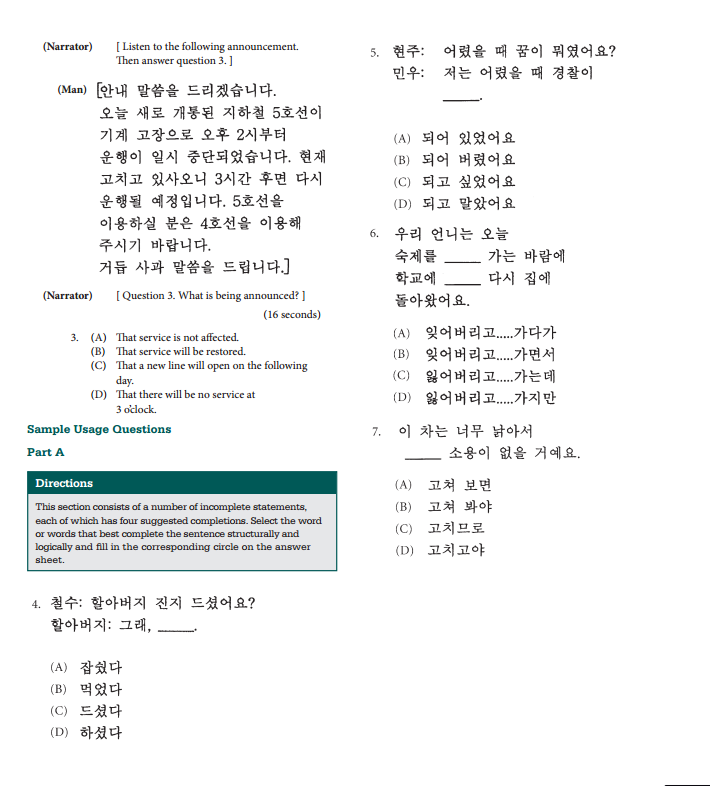 (Narrator) [ Listen to the following announcement.
Then answer question 3. ]
(Man) [안내 말씀을 드리겠습니다.
오늘 새로 개통된 지하철 5호선이
기계 고장으로 오후 2시부터
운행이 일시 중단되었습니다. 현재
고치고 있사오니 3시간 후면 다시
운행될 예정입니다. 5호선을
이용하실 분은 4호선을 이용해
주시기 바랍니다.
거듭 사과 말씀을 드립니다.]
(Narrator) [ Question 3. What is being announced? ]
(16 seconds)
3. (A) That service is not affected.
(B) That service will be restored.
(C) That a new line will open on the following
day.
(D) That there will be no service at
3 o'clock.
Sample Usage Questions
Part A
Directions
This section consists of a number of incomplete statements,
each of which has four suggested completions. Select the word
or words that best complete the sentence structurally and
logically and fill in the corresponding circle on the answer
sheet.
4. 철수: 할아버지 진지 드셨어요?
할아버지: 그래, _____.
(A) 잡쉈다
(B) 먹었다
(C) 드셨다
(D) 하셨다
5. 현주: 어렸을 때 꿈이 뭐였어요?
민우: 저는 어렸을 때 경찰이
_____.
(A) 되어 있었어요
(B) 되어 버렸어요
(C) 되고 싶었어요
(D) 되고 말았어요
6. 우리 언니는 오늘
숙제를 _____ 가는 바람에
학교에 _____ 다시 집에
돌아왔어요.
(A) 잊어버리고.....가다가
(B) 잊어버리고.....가면서
(C) 잃어버리고.....가는데
(D) 잃어버리고.....가지만
7. 이 차는 너무 낡아서
_____ 소용이 없을 거예요.
(A) 고쳐 보면
(B) 고쳐 봐야
(C) 고치므로
(D) 고치고야